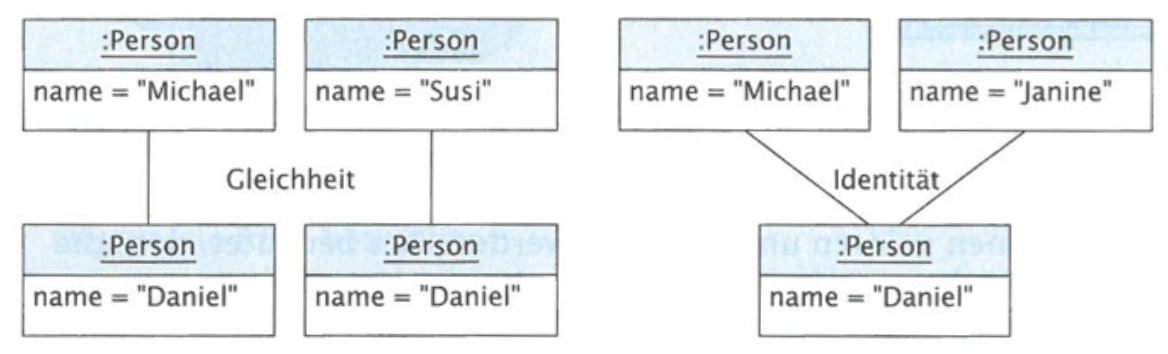 :Person
name = "Michael"
:Person
name = "Susi"
Gleichheit
:Person
name = "Daniel"
:Person
name = "Daniel"
:Person
name = "Michael"
:Person
name = "Janine"
Identität
:Person
name = "Daniel"